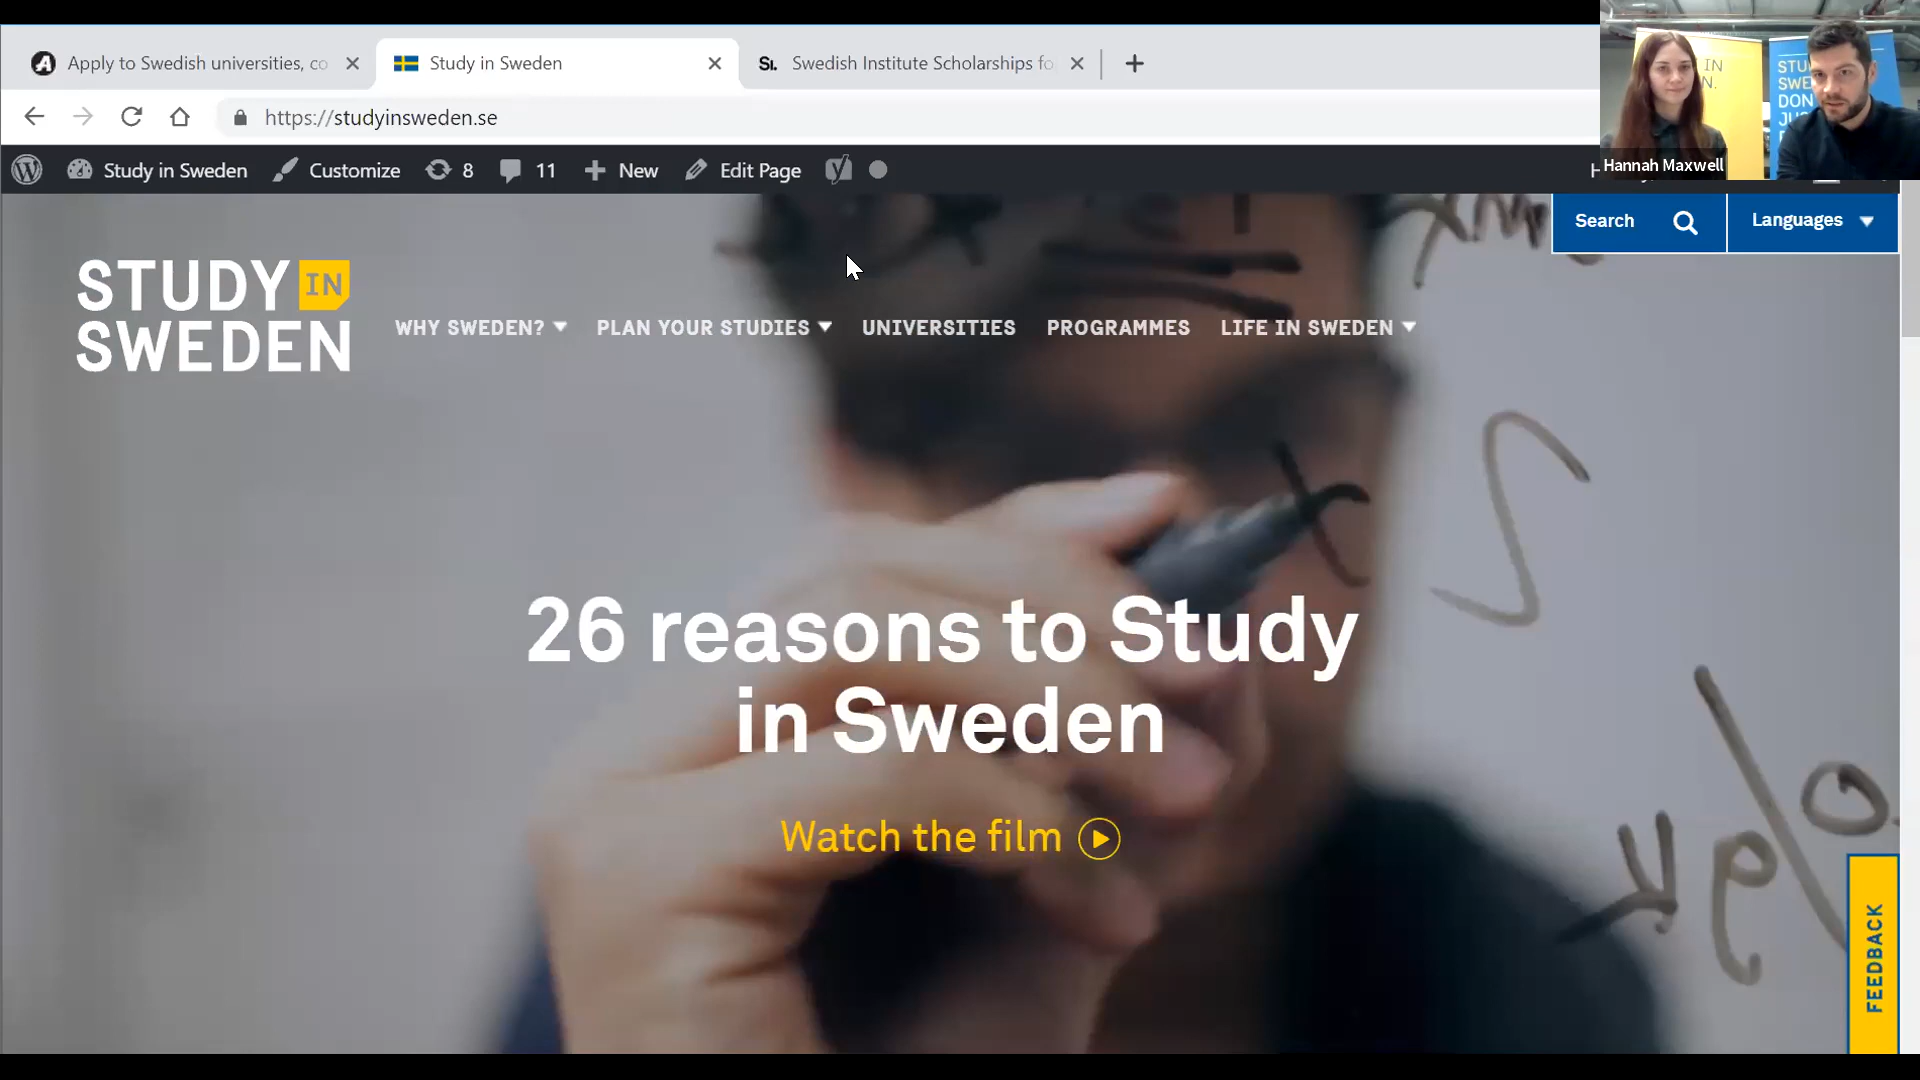 Apply to Swedish universities, co
Study in Sweden
Si. Swedish Institute Scholarships fo
https://studyinsweden.se
Study in Sweden Customize 8 11 New Edit Page
Hannah Maxwell
Search Languages
STUDY IN
SWEDEN
WHY SWEDEN? PLAN YOUR STUDIES UNIVERSITIES PROGRAMMES LIFE IN SWEDEN
26 reasons to Study
in Sweden
Watch the film
FEEDBACK